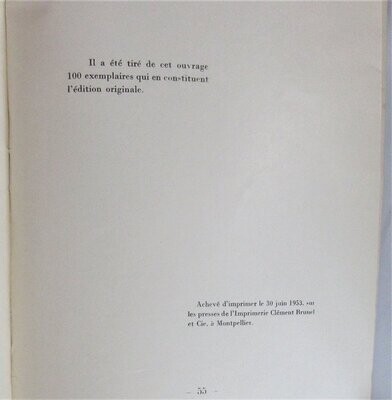 Il a été tiré de cet ouvrage
100 exemplaires qui en constituent
l'édition originale.
Achevé d'imprimer le 30 juin 1953, sur
les presses de l'Imprimerie Clément Brunel
et Cie, à Montpellier.
— 55 —